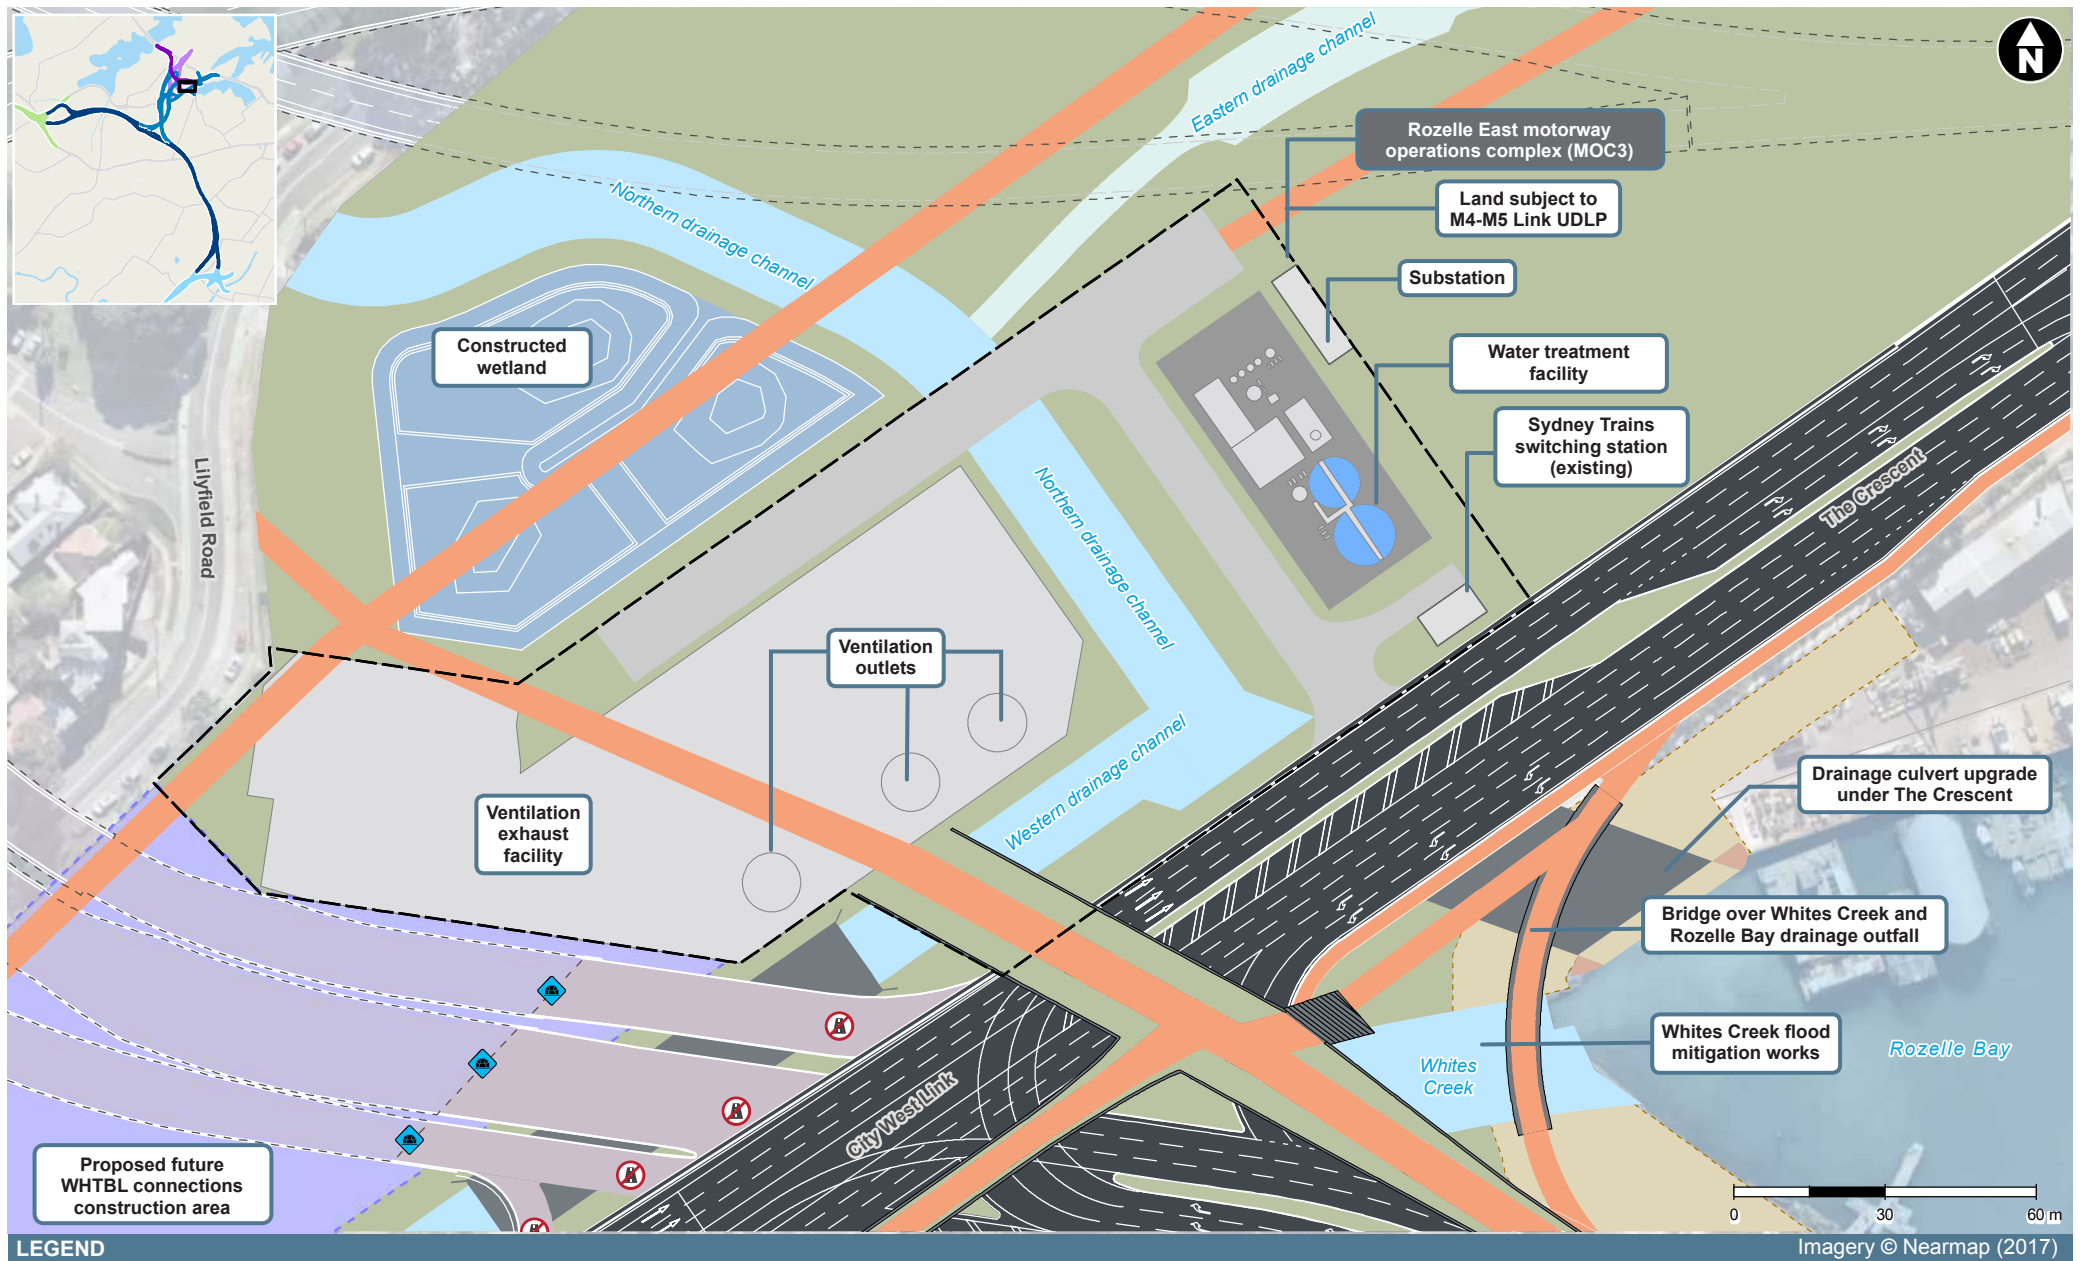 N
Eastern drainage channel
Rozelle East motorway
operations complex (MOC3)
Land subject to
M4-M5 Link UDLP
Northern drainage channel
Substation
Constructed
wetland
Water treatment
facility
Sydney Trains
switching station
(existing)
Lilyfield Road
Northern drainage channel
The Crescent
Ventilation
outlets
Western drainage channel
Drainage culvert upgrade
under The Crescent
Ventilation
exhaust
facility
Bridge over Whites Creek and
Rozelle Bay drainage outfall
Whites Creek flood
mitigation works
Rozelle Bay
Whites
Creek
City West Link
Proposed future
WHTBL connections
construction area
0 30 60 m
LEGEND
Imagery © Nearmap (2017)